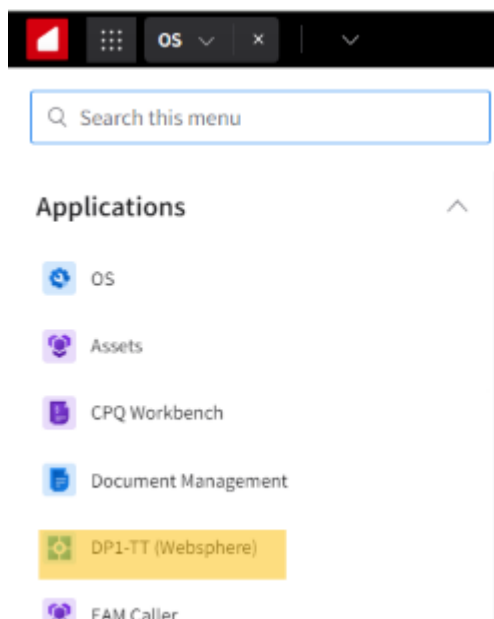 OS
Search this menu
Applications
OS
Assets
CPQ Workbench
Document Management
DP1-TT (Websphere)
EAM Caller